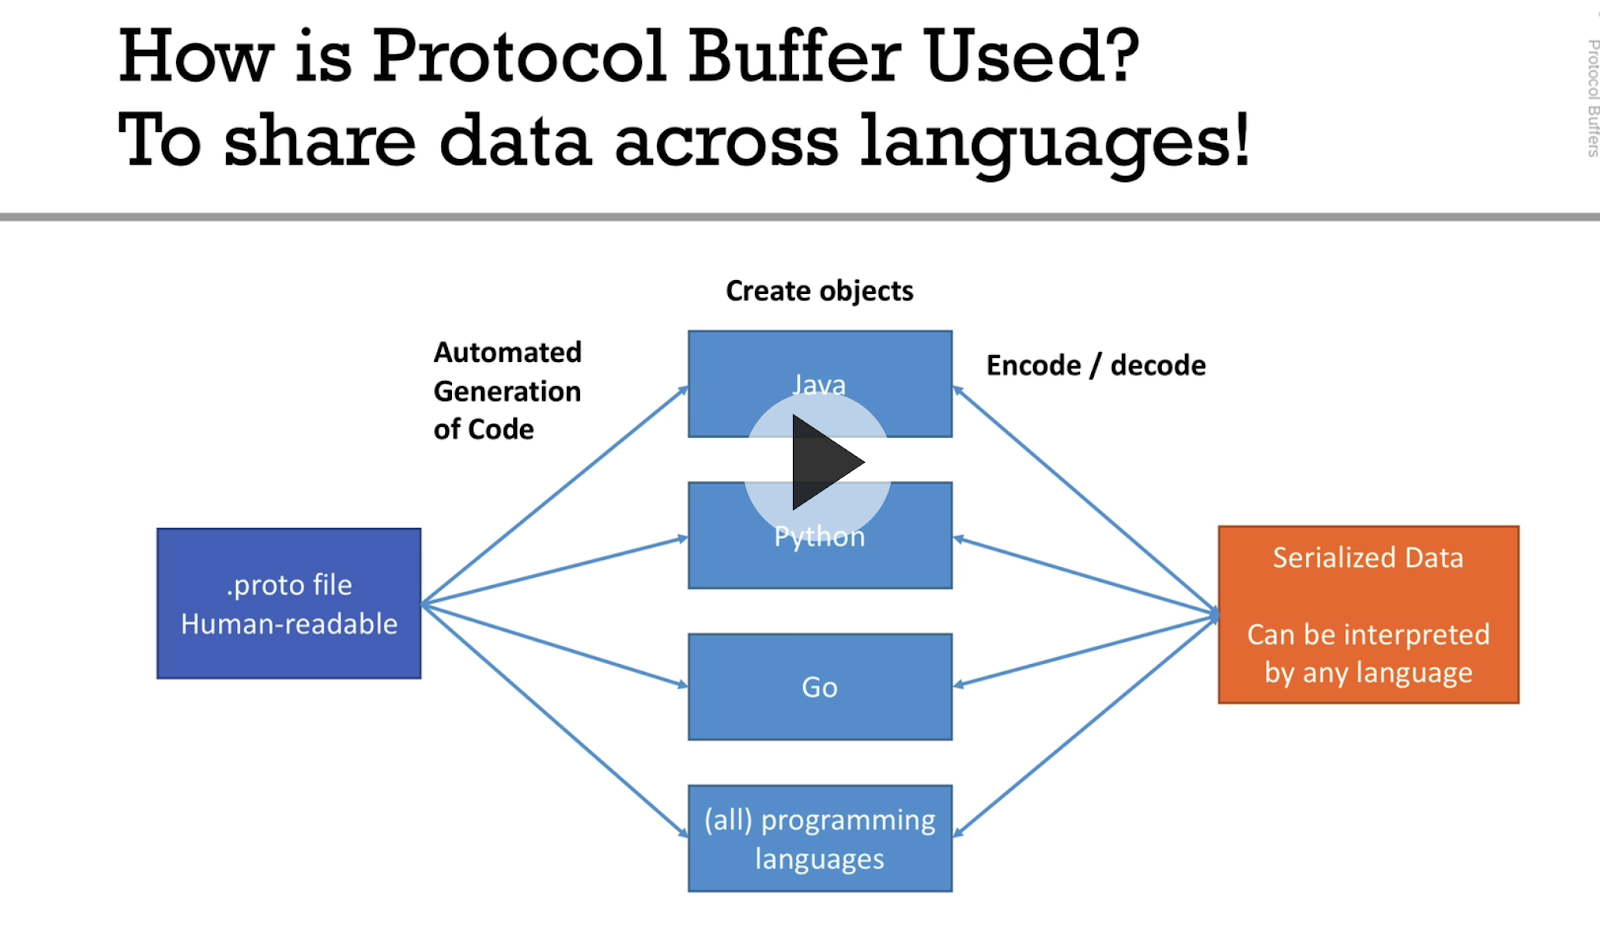 How is Protocol Buffer Used?
To share data across languages!
Protocol Buffers
Create objects
Automated
Generation
of Code
Encode / decode
Java
Python
Go
(all) programming
languages
.proto file
Human-readable
Serialized Data
Can be interpreted
by any language